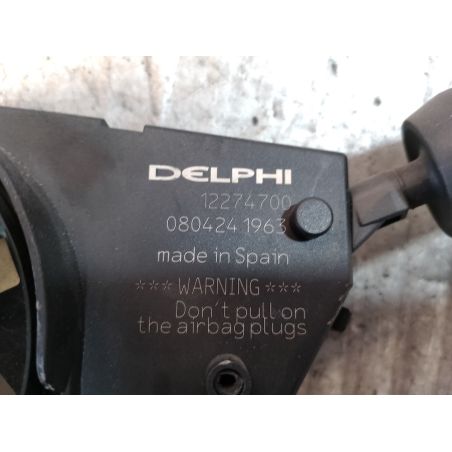 DELPHI
12274700
080424 1963
made in Spain
*** WARNING ***
Don't pull on
the airbag plugs